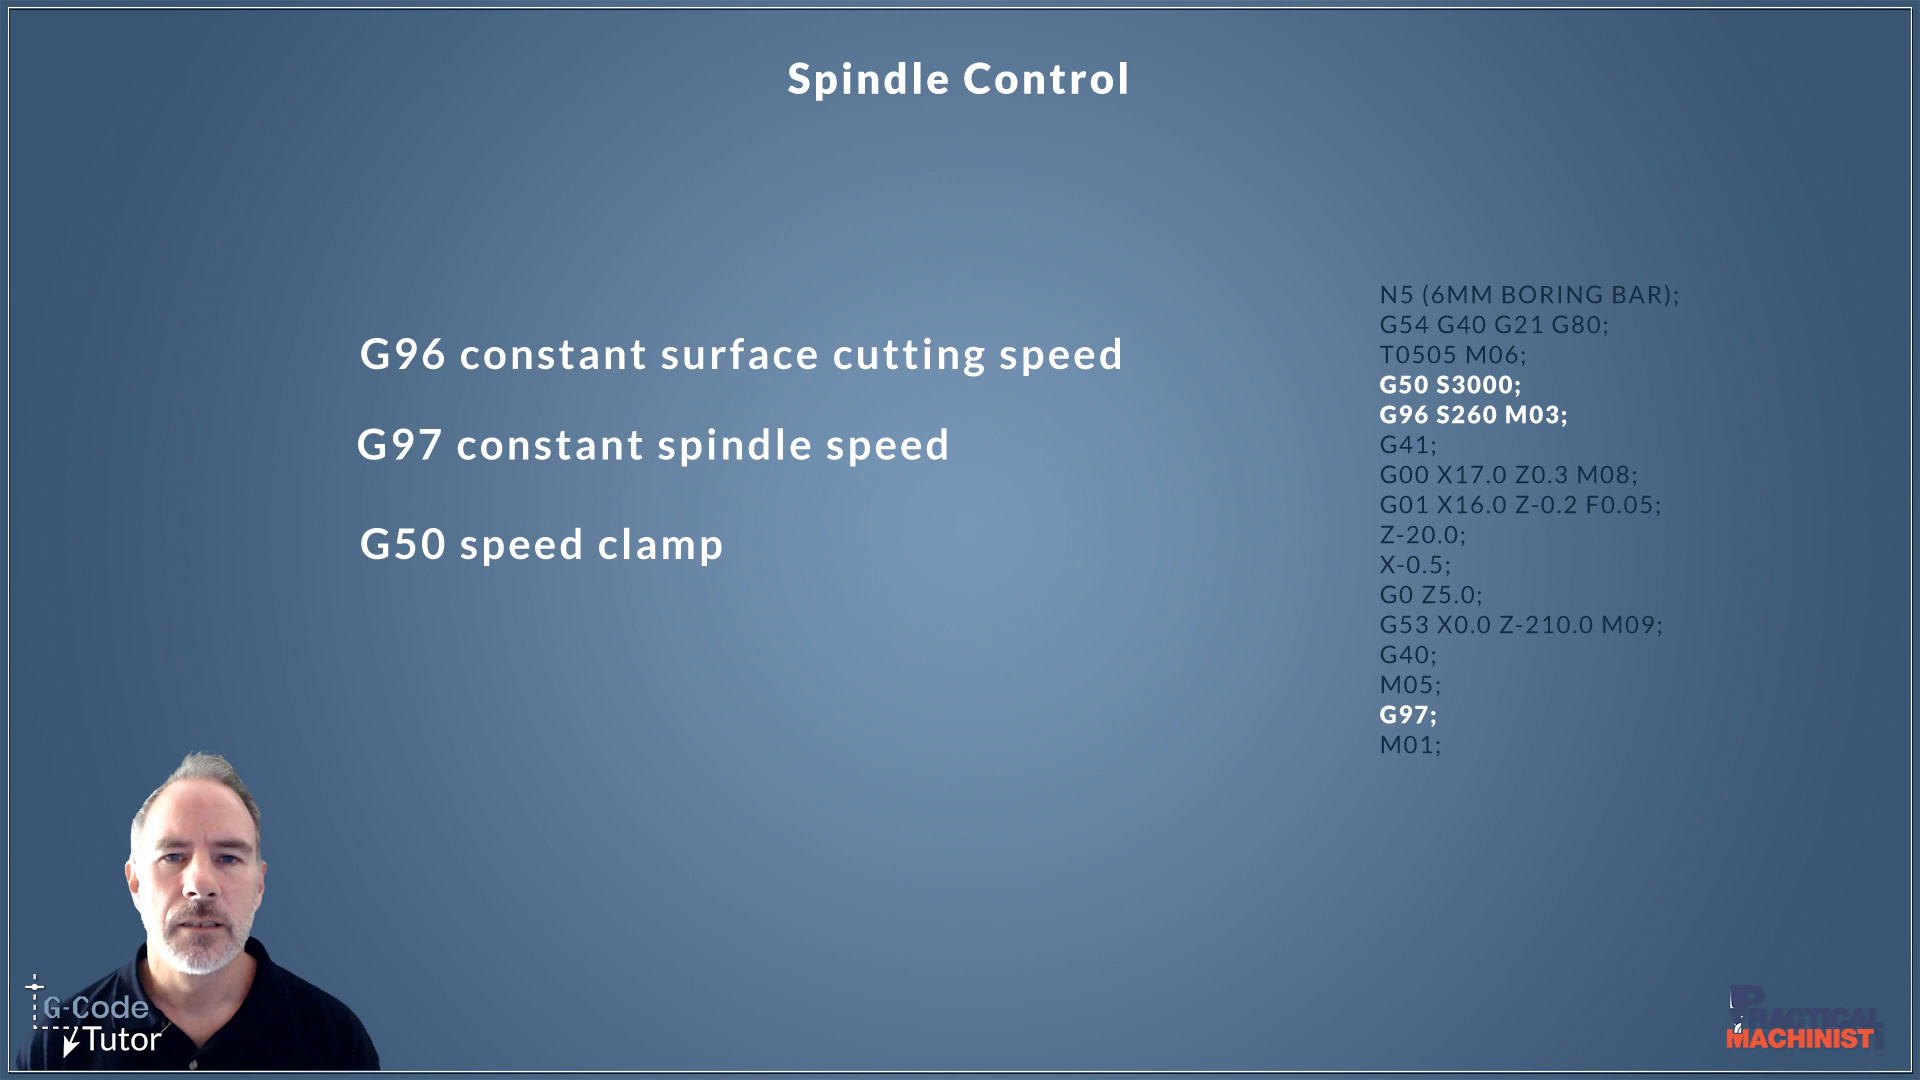 Spindle Control
G96 constant surface cutting speed
G97 constant spindle speed
G50 speed clamp
N5 (6MM BORING BAR);
G54 G40 G21 G80;
T0505 M06;
G50 S3000;
G96 S260 M03;
G41;
G00 X17.0 Z0.3 M08;
G01 X16.0 Z-0.2 F0.05;
Z-20.0;
X-0.5;
G0 Z5.0;
G53 X0.0 Z-210.0 M09;
G40;
M05;
G97;
M01;
G-Code
Tutor
PRACTICAL
MACHINIST